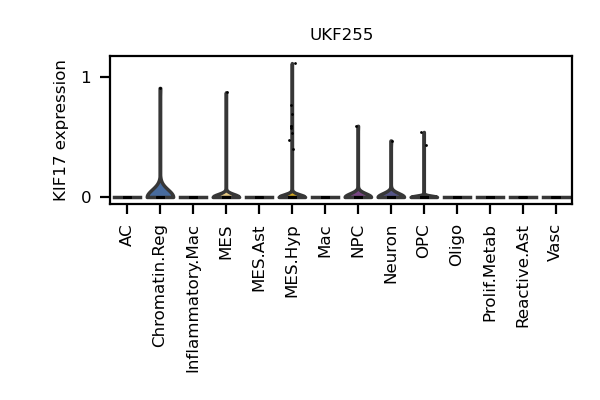 UKF255
KIF17 expression
1
0
AC
Chromatin.Reg
Inflammatory.Mac
MES
MES.Ast
MES.Hyp
Mac
NPC
Neuron
OPC
Oligo
Prolif.Metab
Reactive.Ast
Vasc